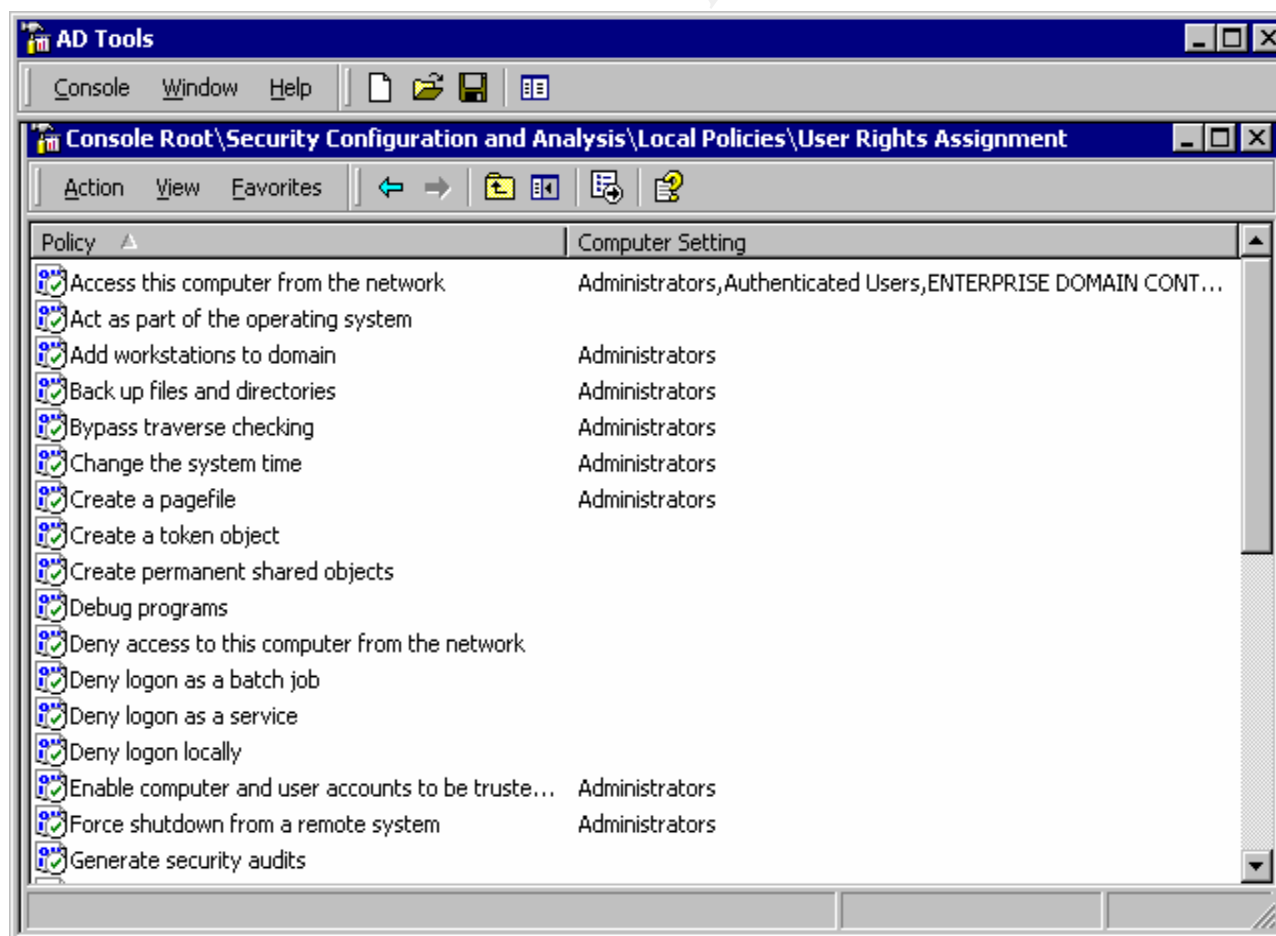 AD Tools
Console Window Help
Console Root\Security Configuration and Analysis\Local Policies\User Rights Assignment
Action View Favorites
Policy Computer Setting
Access this computer from the network Administrators,Authenticated Users,ENTERPRISE DOMAIN CONT...
Act as part of the operating system
Add workstations to domain Administrators
Back up files and directories Administrators
Bypass traverse checking Administrators
Change the system time Administrators
Create a pagefile Administrators
Create a token object
Create permanent shared objects
Debug programs
Deny access to this computer from the network
Deny logon as a batch job
Deny logon as a service
Deny logon locally
Enable computer and user accounts to be truste... Administrators
Force shutdown from a remote system Administrators
Generate security audits